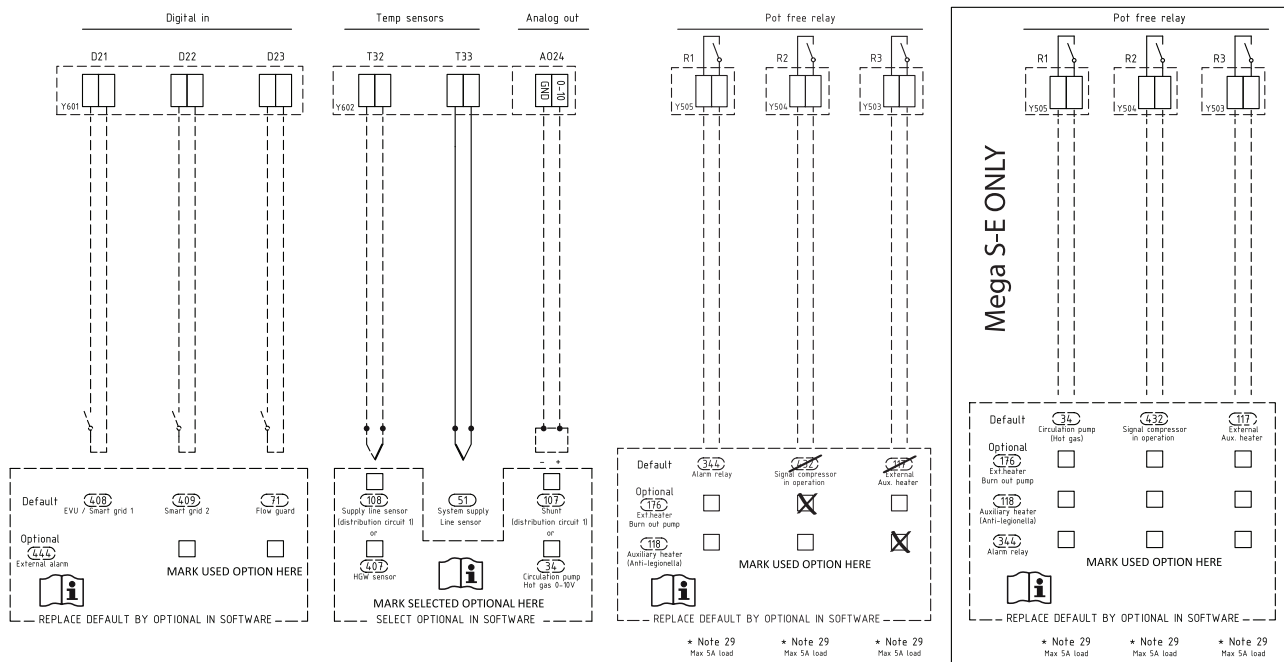 Digital in
Temp sensors
Analog out
Pot free relay
Pot free relay
D21
D22
D23
T32
T33
AO24
R1
R2
R3
R1
R2
R3
GND
0-10
Y601
Y602
Y505
Y504
Y503
Y505
Y504
Y503
Mega S-E ONLY
Default
408
EVU / Smart grid 1
409
Smart grid 2
71
Flow guard
Optional
444
External alarm
MARK USED OPTION HERE
REPLACE DEFAULT BY OPTIONAL IN SOFTWARE
108
Supply line sensor
(distribution circuit 1)
or
407
HGW sensor
51
System supply
Line sensor
- +
107
Shunt
(distribution circuit 1)
or
34
Circulation pump
Hot gas 0-10V
MARK SELECTED OPTIONAL HERE
SELECT OPTIONAL IN SOFTWARE
Default
344
Alarm relay
432
Signal compressor
in operation
117
External
Aux. heater
Optional
176
Ext.heater
Burn out pump
118
Auxiliary heater
(Anti-legionella)
MARK USED OPTION HERE
REPLACE DEFAULT BY OPTIONAL IN SOFTWARE
* Note 29
Max 5A load
* Note 29
Max 5A load
* Note 29
Max 5A load
Default
34
Circulation pump
(Hot gas)
432
Signal compressor
in operation
117
External
Aux. heater
Optional
176
Ext.heater
Burn out pump
118
Auxiliary heater
(Anti-legionella)
344
Alarm relay
MARK USED OPTION HERE
REPLACE DEFAULT BY OPTIONAL IN SOFTWARE
* Note 29
Max 5A load
* Note 29
Max 5A load
* Note 29
Max 5A load